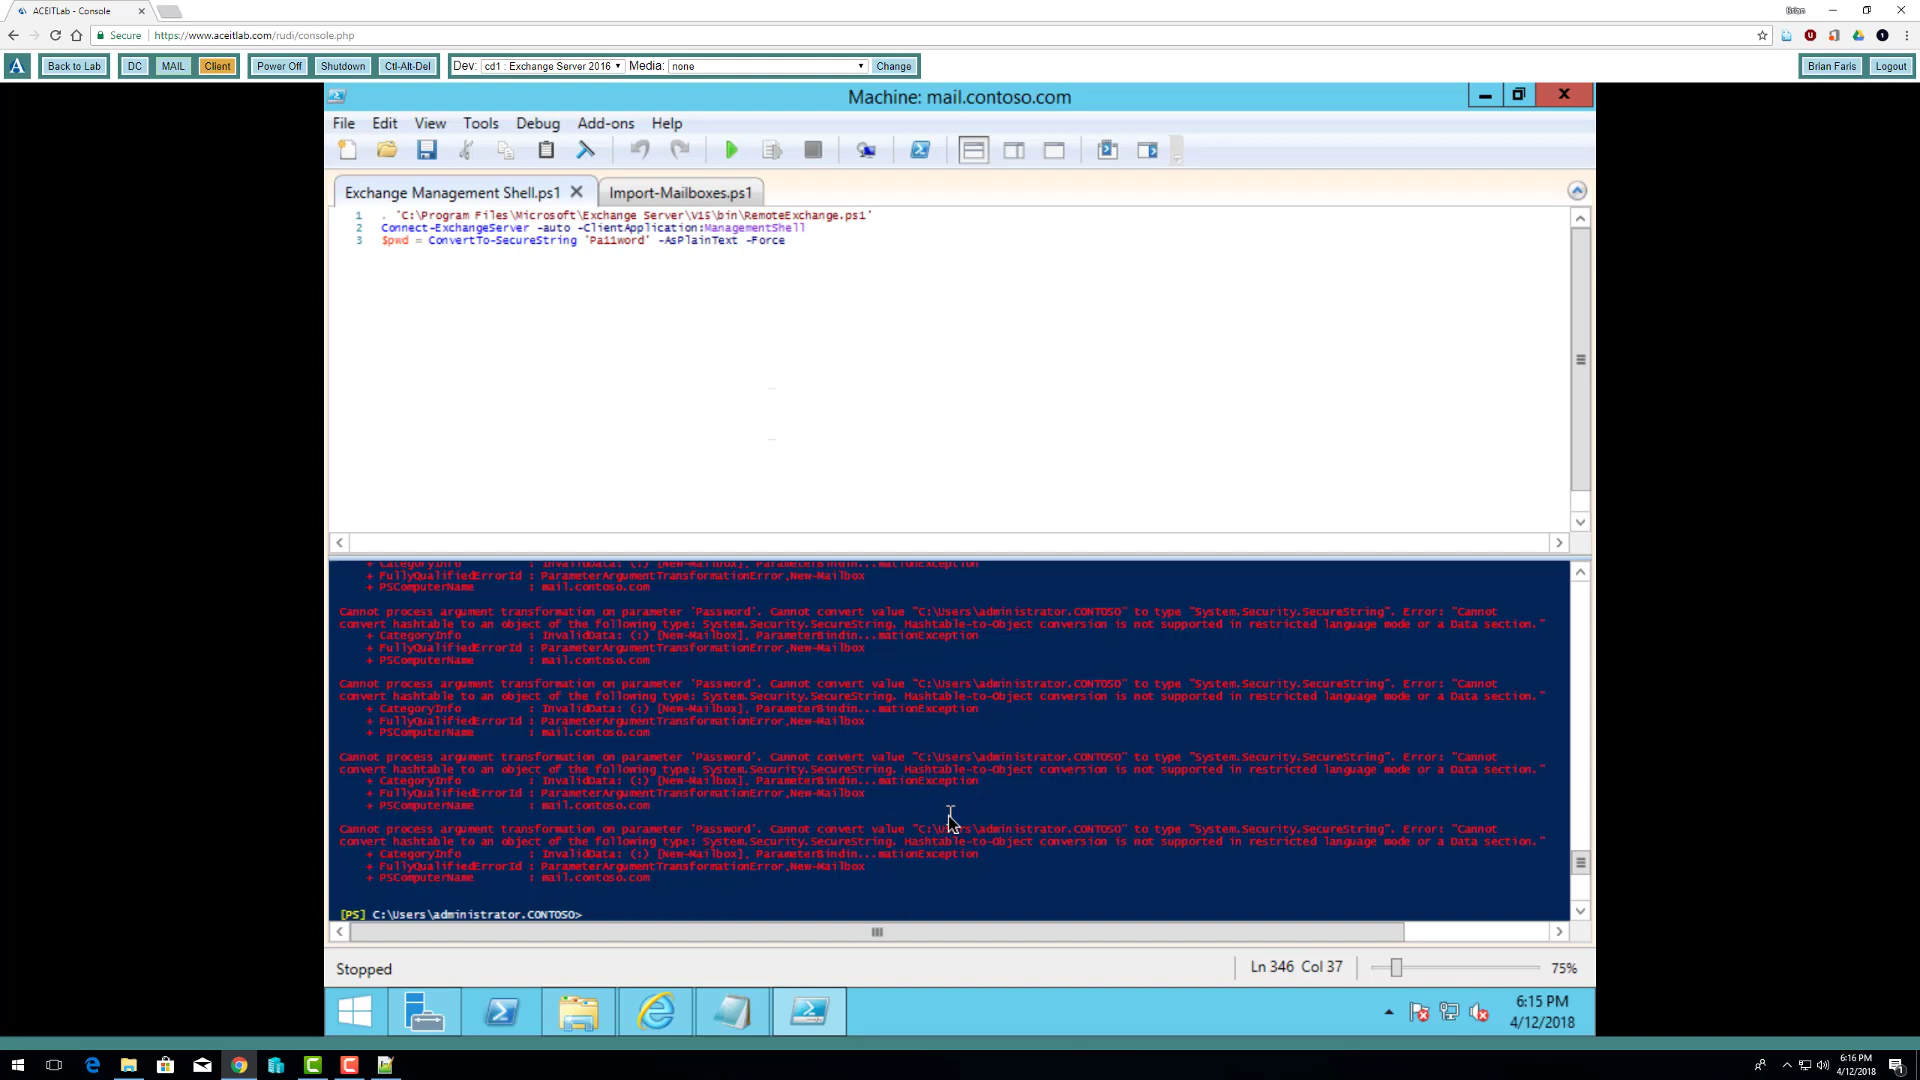 ACEITLab - Console
Brian
Secure https://www.aceitlab.com/rudi/console.php
Back to Lab DC MAIL Client Power Off Shutdown Ctl-Alt-Del Dev: cd1 : Exchange Server 2016 Media: none Change Brian Faris Logout
Machine: mail.contoso.com
File Edit View Tools Debug Add-ons Help
Exchange Management Shell.ps1 Import-Mailboxes.ps1
1 . 'C:\Program Files\Microsoft\Exchange Server\V15\bin\RemoteExchange.ps1'
2 Connect-ExchangeServer -auto -ClientApplication:ManagementShell
3 $pwd = ConvertTo-SecureString 'Pa11word' -AsPlainText -Force
+ CategoryInfo : InvalidData: (:) [New-Mailbox], ParameterBindin...mationException
+ FullyQualifiedErrorId : ParameterArgumentTransformationError,New-Mailbox
+ PSComputerName : mail.contoso.com
Cannot process argument transformation on parameter 'Password'. Cannot convert value "C:\Users\administrator.CONTOSO" to type "System.Security.SecureString". Error: "Cannot
convert hashtable to an object of the following type: System.Security.SecureString. Hashtable-to-Object conversion is not supported in restricted language mode or a Data section."
+ CategoryInfo : InvalidData: (:) [New-Mailbox], ParameterBindin...mationException
+ FullyQualifiedErrorId : ParameterArgumentTransformationError,New-Mailbox
+ PSComputerName : mail.contoso.com
Cannot process argument transformation on parameter 'Password'. Cannot convert value "C:\Users\administrator.CONTOSO" to type "System.Security.SecureString". Error: "Cannot
convert hashtable to an object of the following type: System.Security.SecureString. Hashtable-to-Object conversion is not supported in restricted language mode or a Data section."
+ CategoryInfo : InvalidData: (:) [New-Mailbox], ParameterBindin...mationException
+ FullyQualifiedErrorId : ParameterArgumentTransformationError,New-Mailbox
+ PSComputerName : mail.contoso.com
Cannot process argument transformation on parameter 'Password'. Cannot convert value "C:\Users\administrator.CONTOSO" to type "System.Security.SecureString". Error: "Cannot
convert hashtable to an object of the following type: System.Security.SecureString. Hashtable-to-Object conversion is not supported in restricted language mode or a Data section."
+ CategoryInfo : InvalidData: (:) [New-Mailbox], ParameterBindin...mationException
+ FullyQualifiedErrorId : ParameterArgumentTransformationError,New-Mailbox
+ PSComputerName : mail.contoso.com
Cannot process argument transformation on parameter 'Password'. Cannot convert value "C:\Users\administrator.CONTOSO" to type "System.Security.SecureString". Error: "Cannot
convert hashtable to an object of the following type: System.Security.SecureString. Hashtable-to-Object conversion is not supported in restricted language mode or a Data section."
+ CategoryInfo : InvalidData: (:) [New-Mailbox], ParameterBindin...mationException
+ FullyQualifiedErrorId : ParameterArgumentTransformationError,New-Mailbox
+ PSComputerName : mail.contoso.com
[PS] C:\Users\administrator.CONTOSO>
Stopped Ln 346 Col 37 75%
6:15 PM
4/12/2018
6:16 PM
4/12/2018